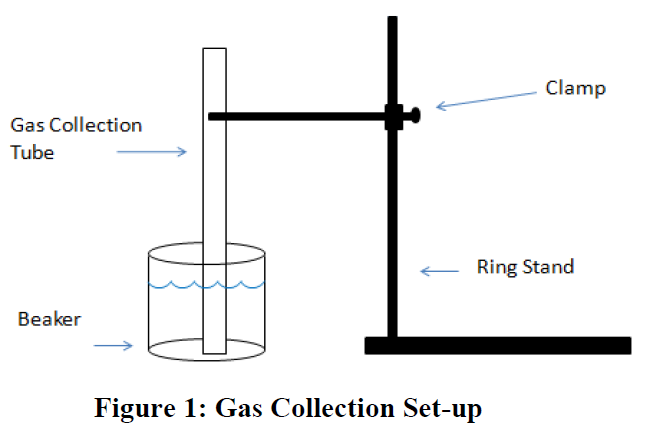 Clamp
Gas Collection
Tube
Ring Stand
Beaker
Figure 1: Gas Collection Set-up